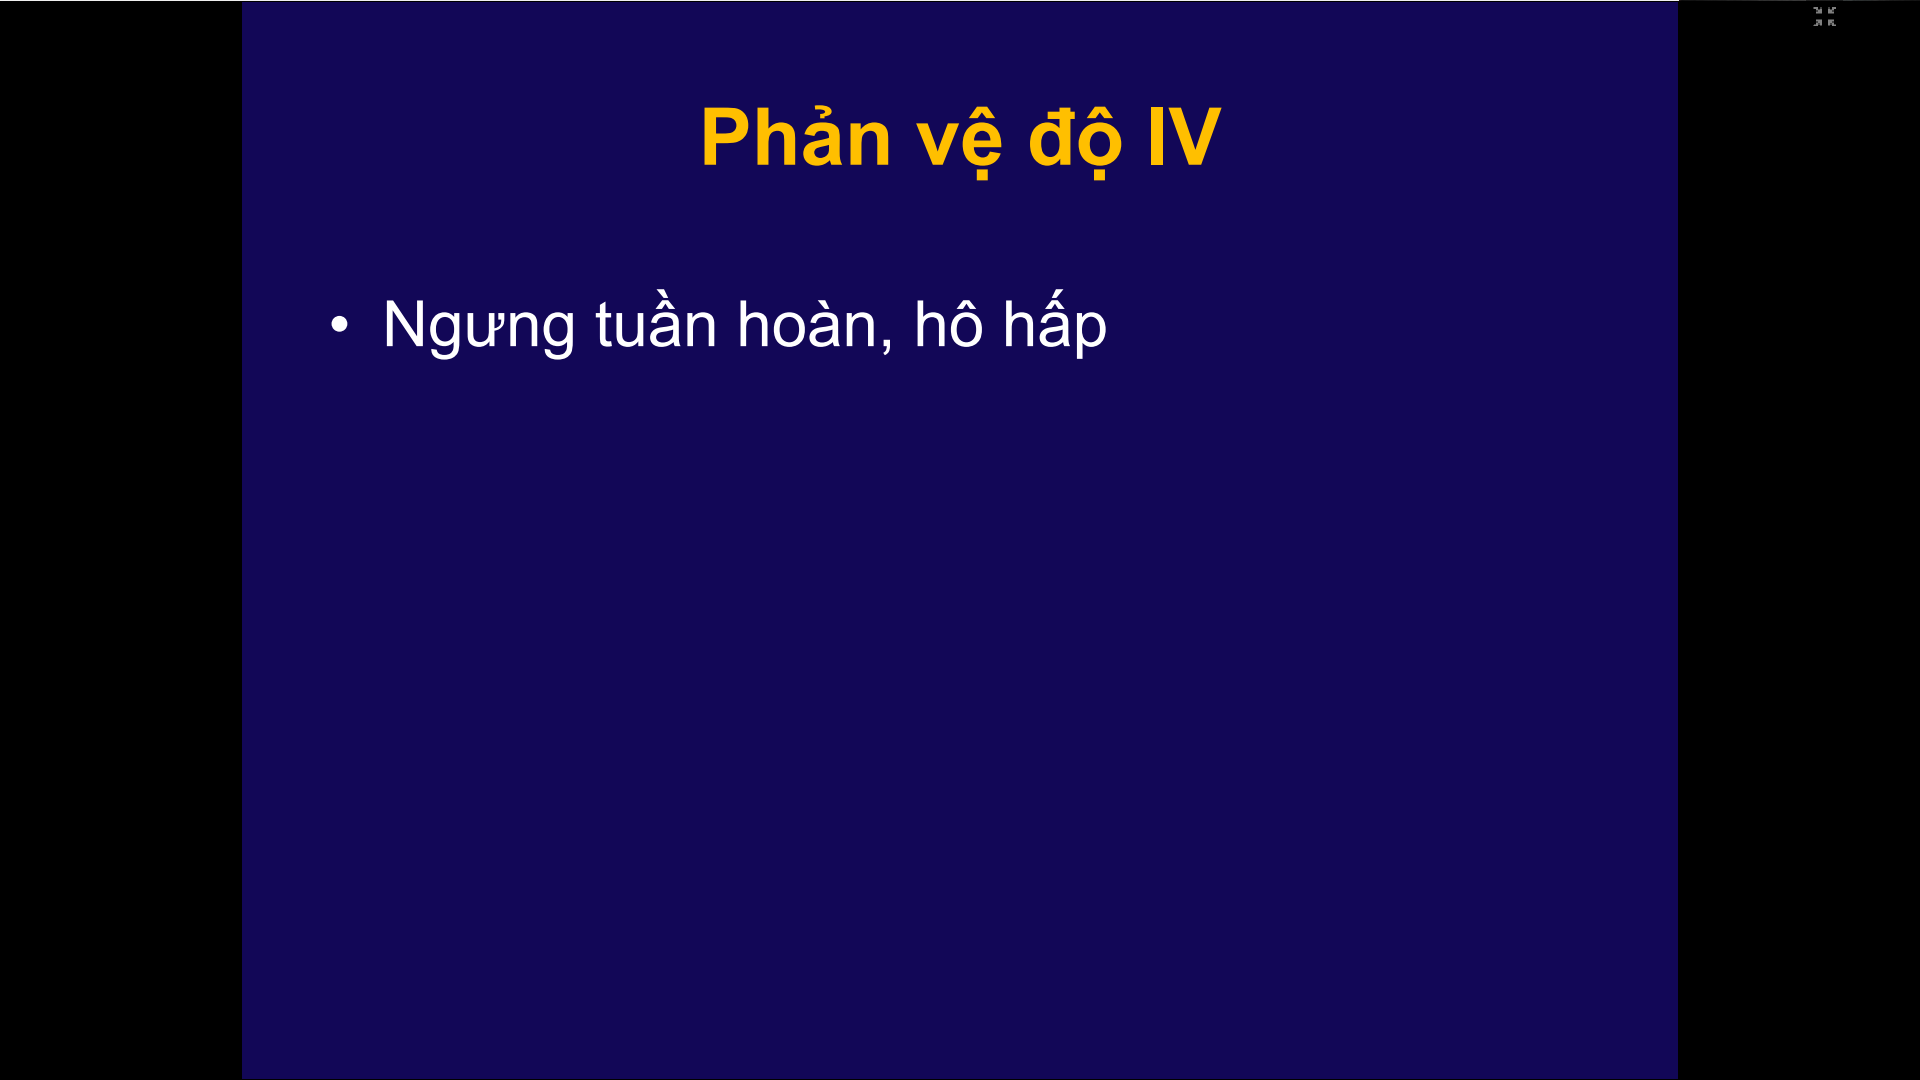 Phản vệ độ IV
• Ngưng tuần hoàn, hô hấp